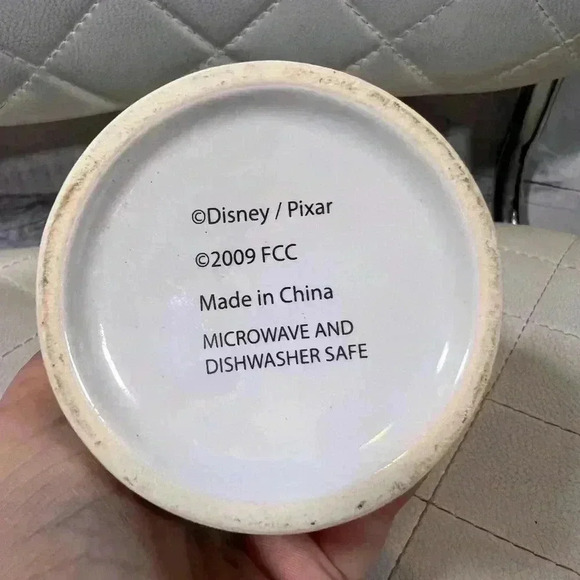 ©Disney / Pixar
©2009 FCC
Made in China
MICROWAVE AND
DISHWASHER SAFE